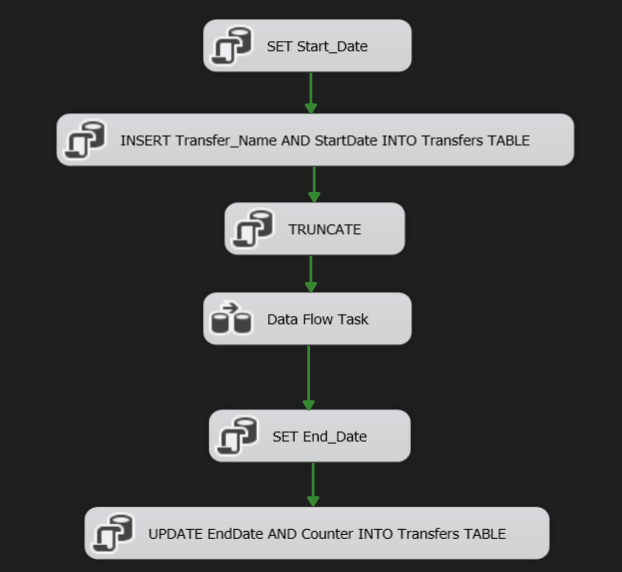 SET Start_Date
INSERT Transfer_Name AND StartDate INTO Transfers TABLE
TRUNCATE
Data Flow Task
SET End_Date
UPDATE EndDate AND Counter INTO Transfers TABLE